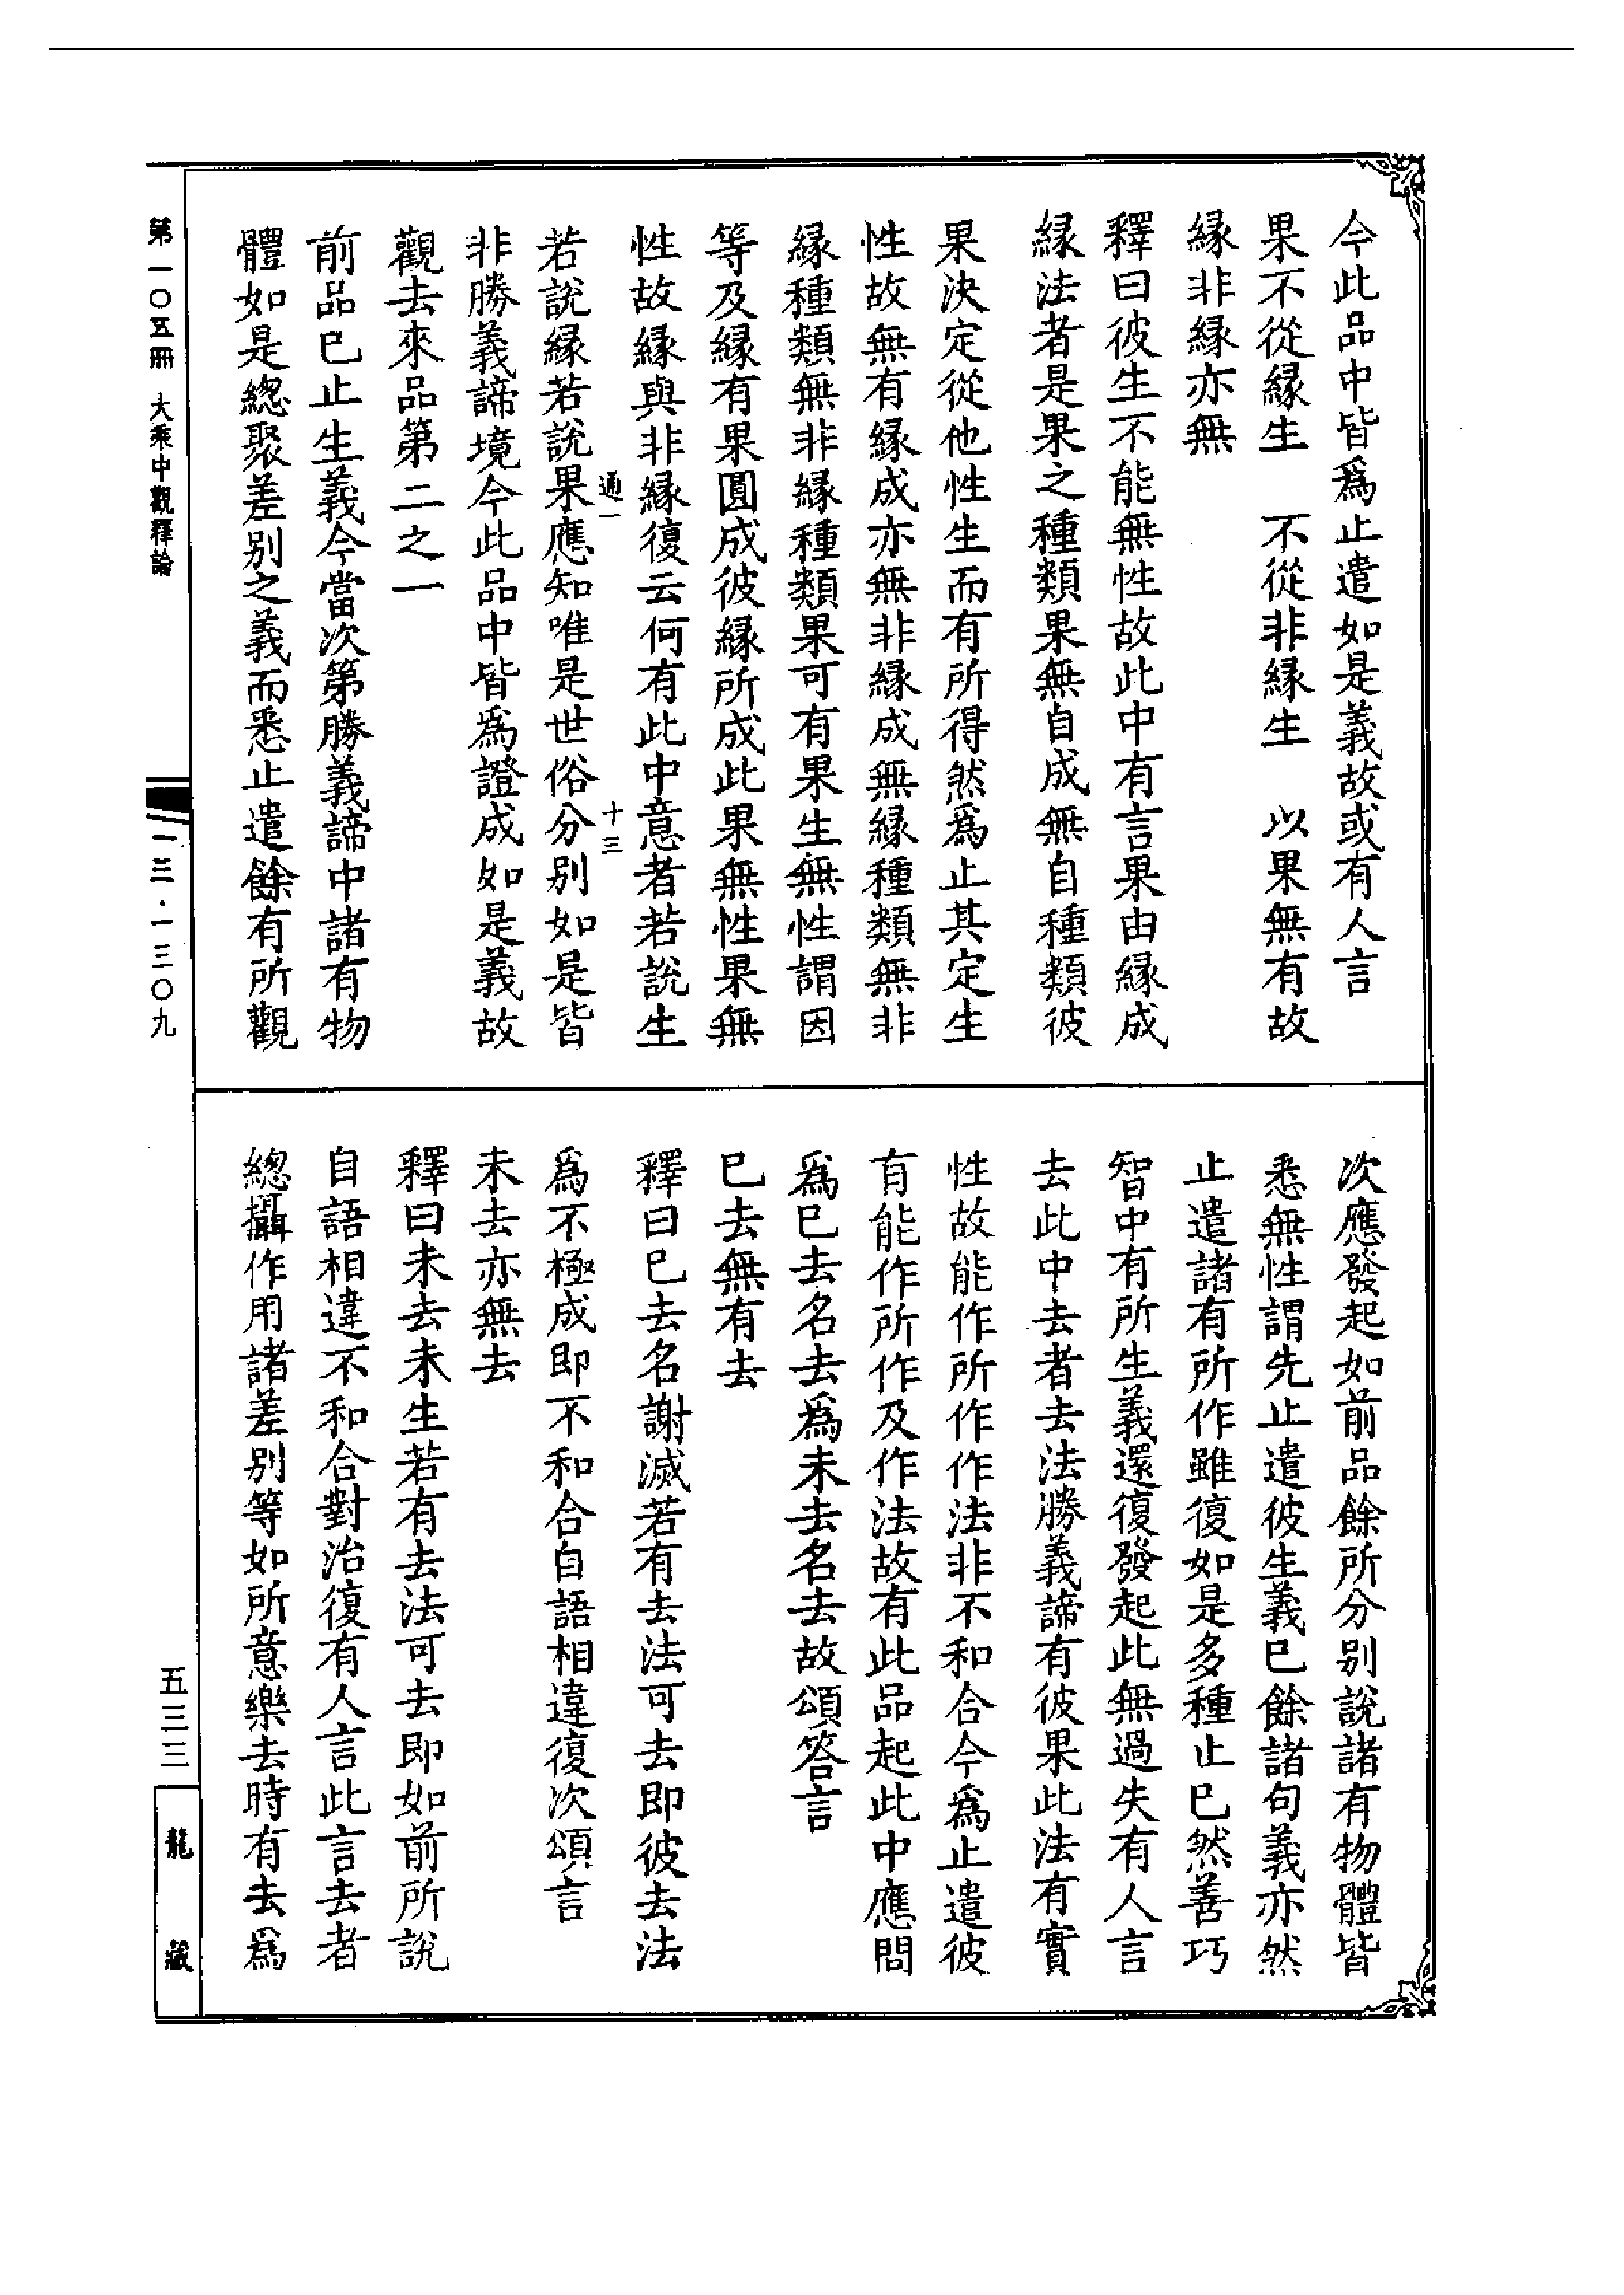 今此品中皆爲止遣如是義故或有人言
果不從緣生　不從非緣生　以果無有故
緣非緣亦無
釋曰彼生不能無性故此中有言果由緣成
緣法者是果之種類果無自成無自種類彼
果決定從他性生而有所得然爲止其定生
性故無有緣成亦無非緣成無緣種類無非
緣種類無非緣種類果可有果生無性謂因
等及緣有果圓成彼緣所成此果無性果無
性故緣與非緣復云何有此中意者若說生
通一
十三
若說緣若說果應知唯是世俗分別如是皆
非勝義諦境今此品中皆爲證成如是義故
觀去來品第二之一
前品巳止生義今當次第勝義諦中諸有物
體如是總聚差別之義而悉止遣餘有所觀
次應發起如前品餘所分別說諸有物體皆
悉無性謂先止遣彼生義巳餘諸句義亦然
止遣諸有所作雖復如是多種止巳然善巧
智中有所生義還復發起此無過失有人言
去此中去者去法勝義諦有彼果此法有實
性故能作所作作法非不和合今爲止遣彼
有能作所作及作法故有此品起此中應問
爲巳去名去爲未去名去故頌答言
巳去無有去
釋曰巳去名謝滅若有去法可去即彼去法
爲不極成即不和合自語相違復次頌言
未去亦無去
釋曰未去未生若有去法可去即如前所說
自語相違不和合對治復有人言此言去者
總攝作用諸差別等如所意樂去時有去爲
第一〇五冊　大乘中觀釋論
一三·一三〇九
五三三
龍藏